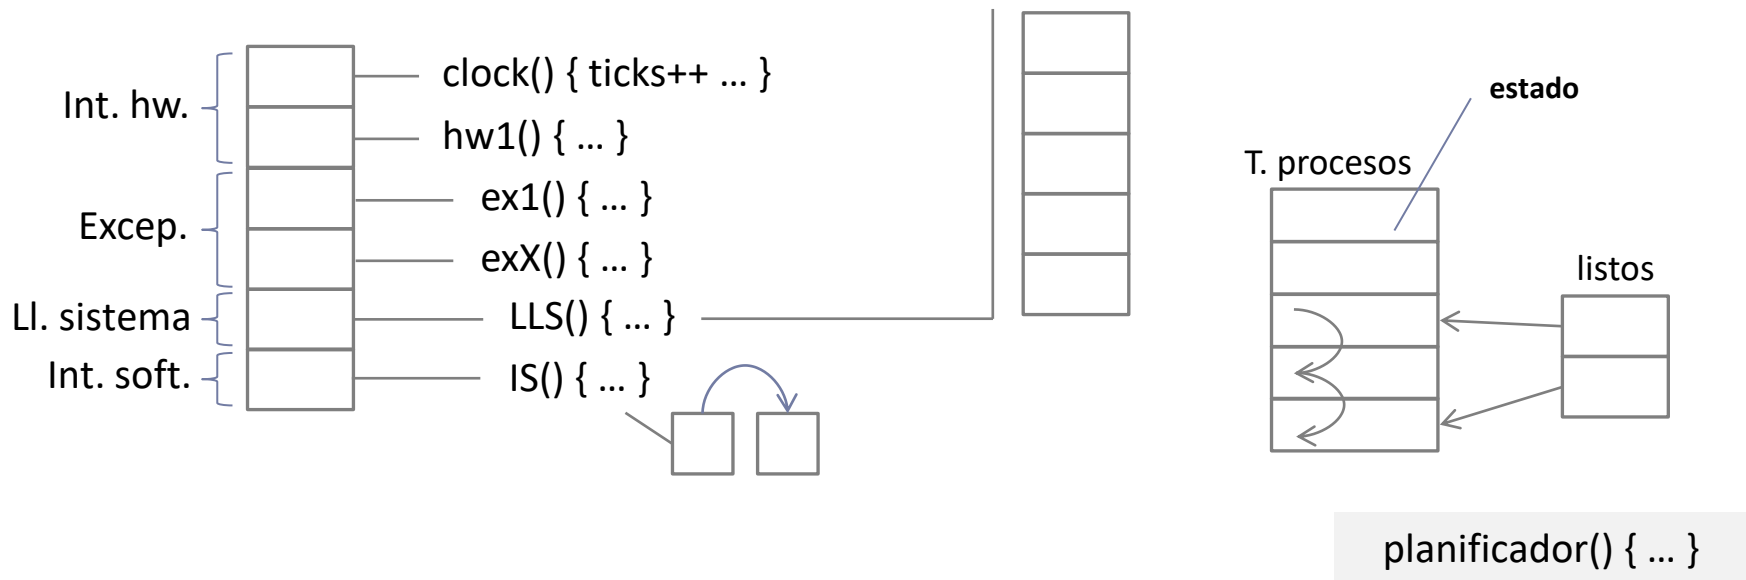 Int. hw.
clock() { ticks++ … }
hw1() { … }
Excep.
ex1() { … }
exX() { … }
Ll. sistema
LLS() { … }
Int. soft.
IS() { … }
estado
T. procesos
listos
planificador() { … }